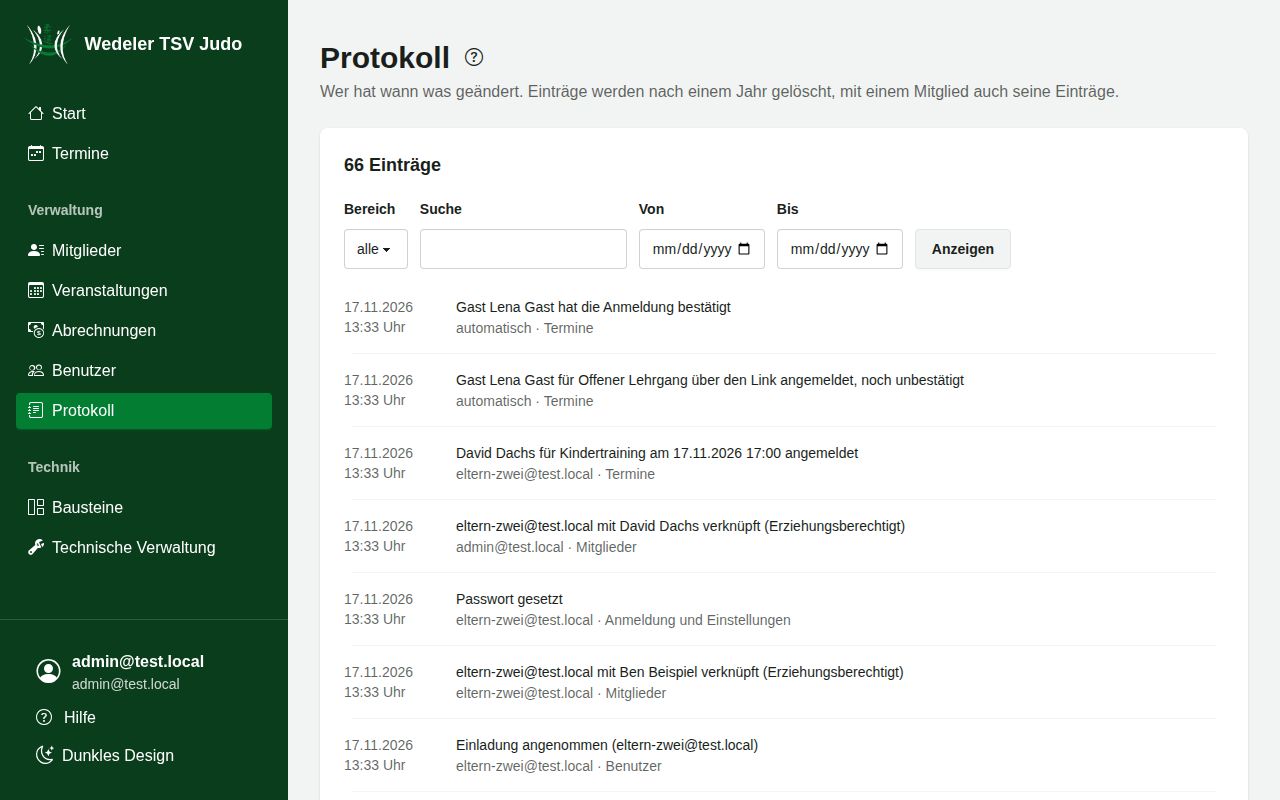 Wedeler TSV Judo
Start
Termine
Verwaltung
Mitglieder
Veranstaltungen
Abrechnungen
Benutzer
Protokoll
Technik
Bausteine
Technische Verwaltung
admin@test.local
admin@test.local
Hilfe
Dunkles Design
Protokoll
Wer hat wann was geändert. Einträge werden nach einem Jahr gelöscht, mit einem Mitglied auch seine Einträge.
66 Einträge
Bereich Suche Von Bis
alle mm/dd/yyyy mm/dd/yyyy Anzeigen
17.11.2026 Gast Lena Gast hat die Anmeldung bestätigt
13:33 Uhr automatisch · Termine
17.11.2026 Gast Lena Gast für Offener Lehrgang über den Link angemeldet, noch unbestätigt
13:33 Uhr automatisch · Termine
17.11.2026 David Dachs für Kindertraining am 17.11.2026 17:00 angemeldet
13:33 Uhr eltern-zwei@test.local · Termine
17.11.2026 eltern-zwei@test.local mit David Dachs verknüpft (Erziehungsberechtigt)
13:33 Uhr admin@test.local · Mitglieder
17.11.2026 Passwort gesetzt
13:33 Uhr eltern-zwei@test.local · Anmeldung und Einstellungen
17.11.2026 eltern-zwei@test.local mit Ben Beispiel verknüpft (Erziehungsberechtigt)
13:33 Uhr eltern-zwei@test.local · Mitglieder
17.11.2026 Einladung angenommen (eltern-zwei@test.local)
13:33 Uhr eltern-zwei@test.local · Benutzer